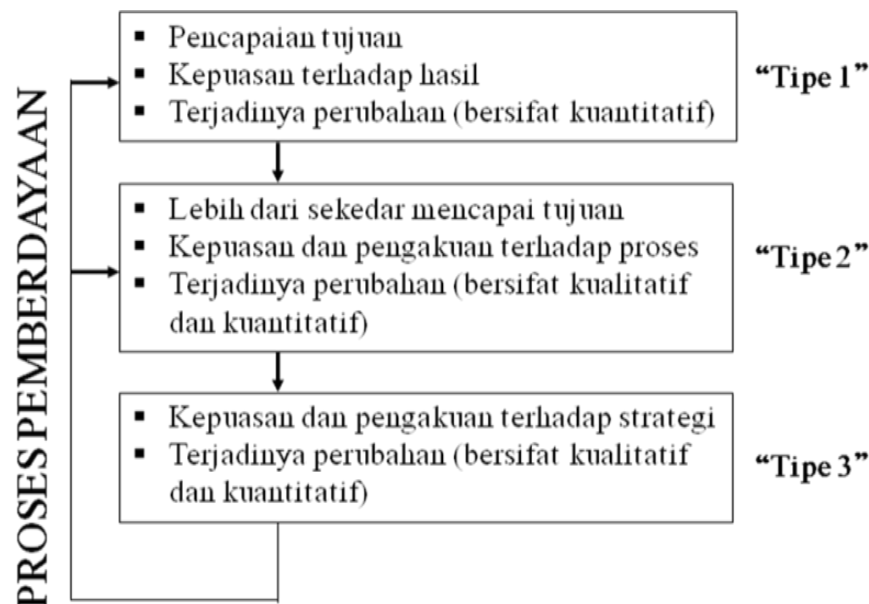 PROSES PEMBERDAYAAN
▪ Pencapaian tujuan
▪ Kepuasan terhadap hasil
▪ Terjadinya perubahan (bersifat kuantitatif)
“Tipe 1”
▪ Lebih dari sekedar mencapai tujuan
▪ Kepuasan dan pengakuan terhadap proses
▪ Terjadinya perubahan (bersifat kualitatif
dan kuantitatif)
“Tipe 2”
▪ Kepuasan dan pengakuan terhadap strategi
▪ Terjadinya perubahan (bersifat kualitatif
dan kuantitatif)
“Tipe 3”